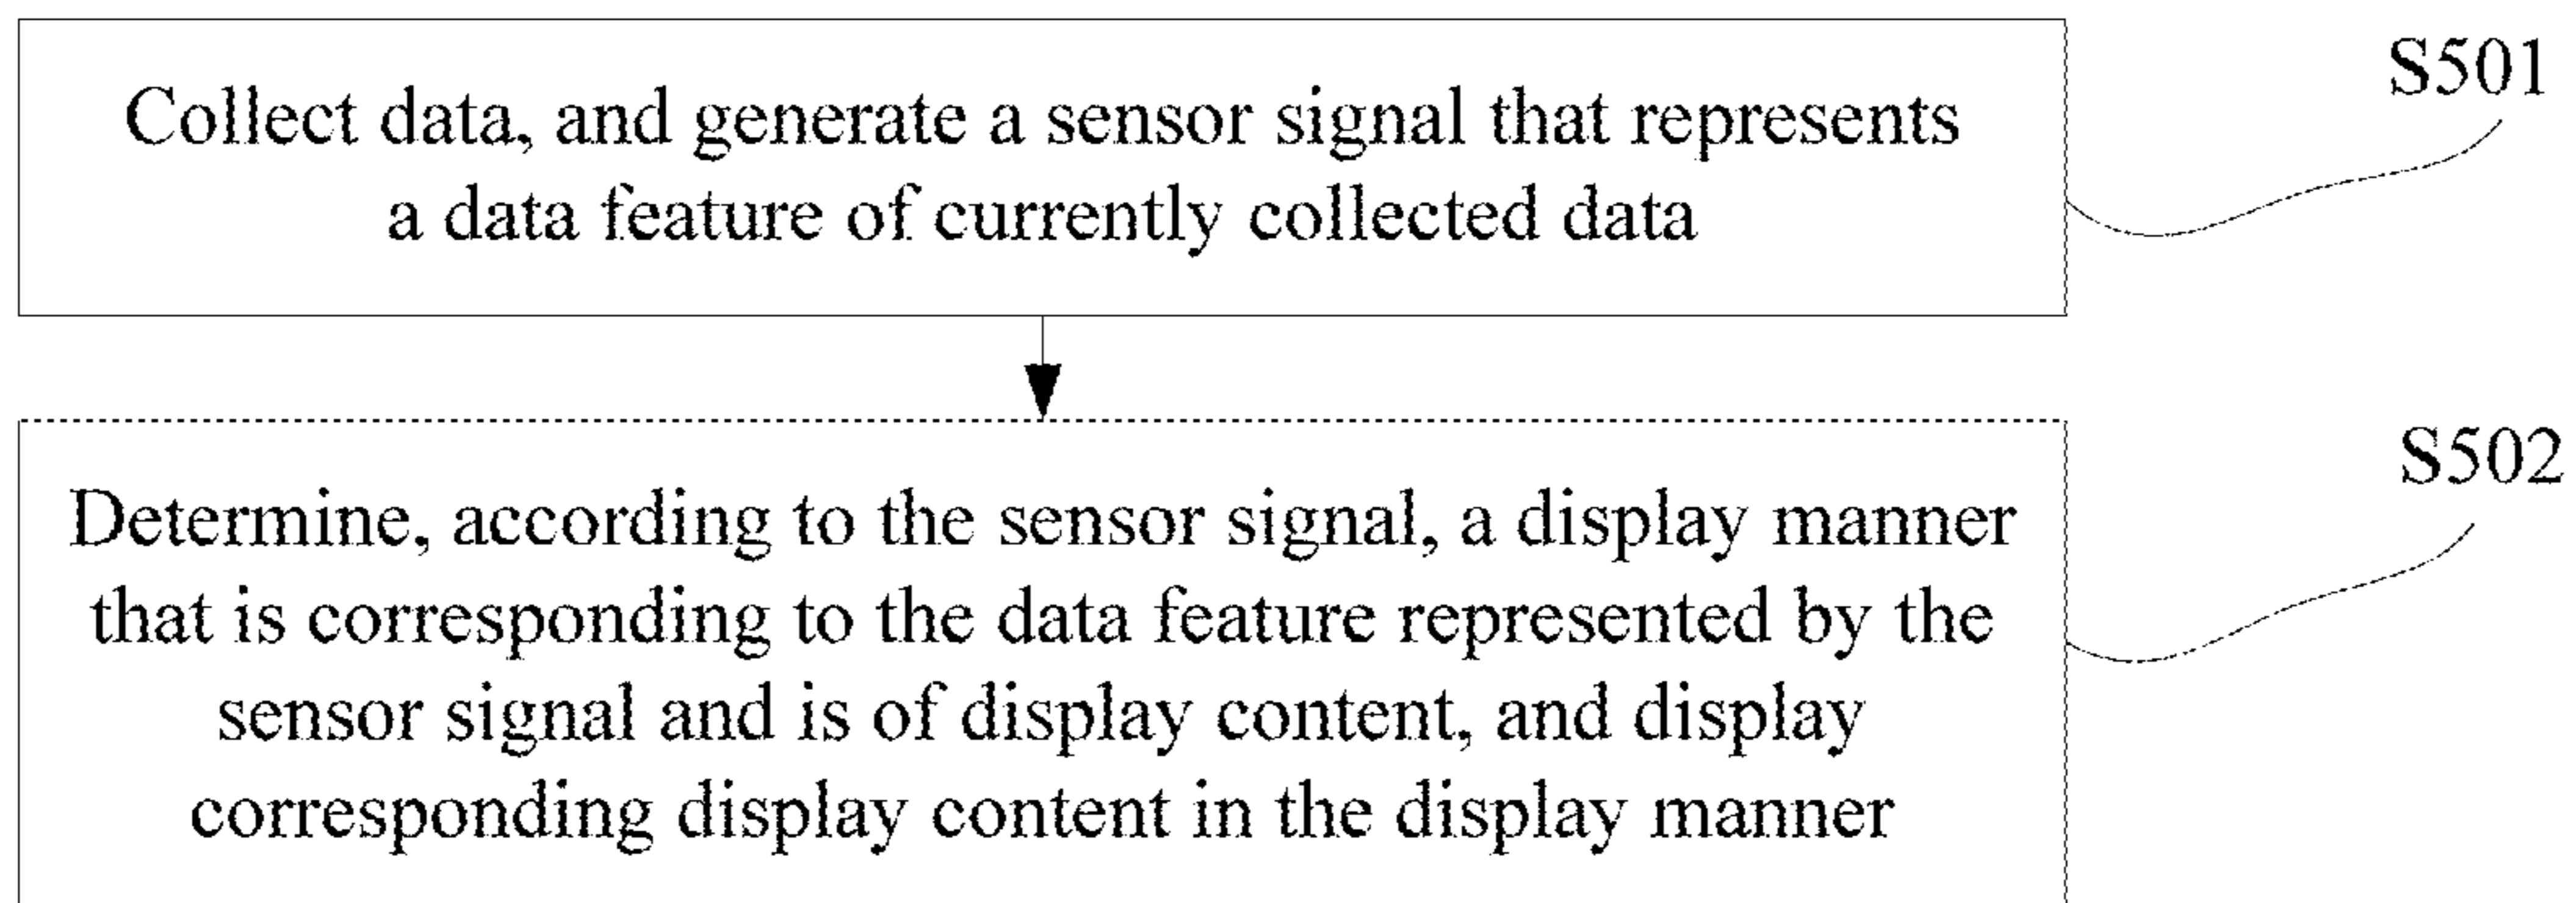 Collect data, and generate a sensor signal that represents
a data feature of currently collected data
S501
Determine, according to the sensor signal, a display manner
that is corresponding to the data feature represented by the
sensor signal and is of display content, and display
corresponding display content in the display manner
S502